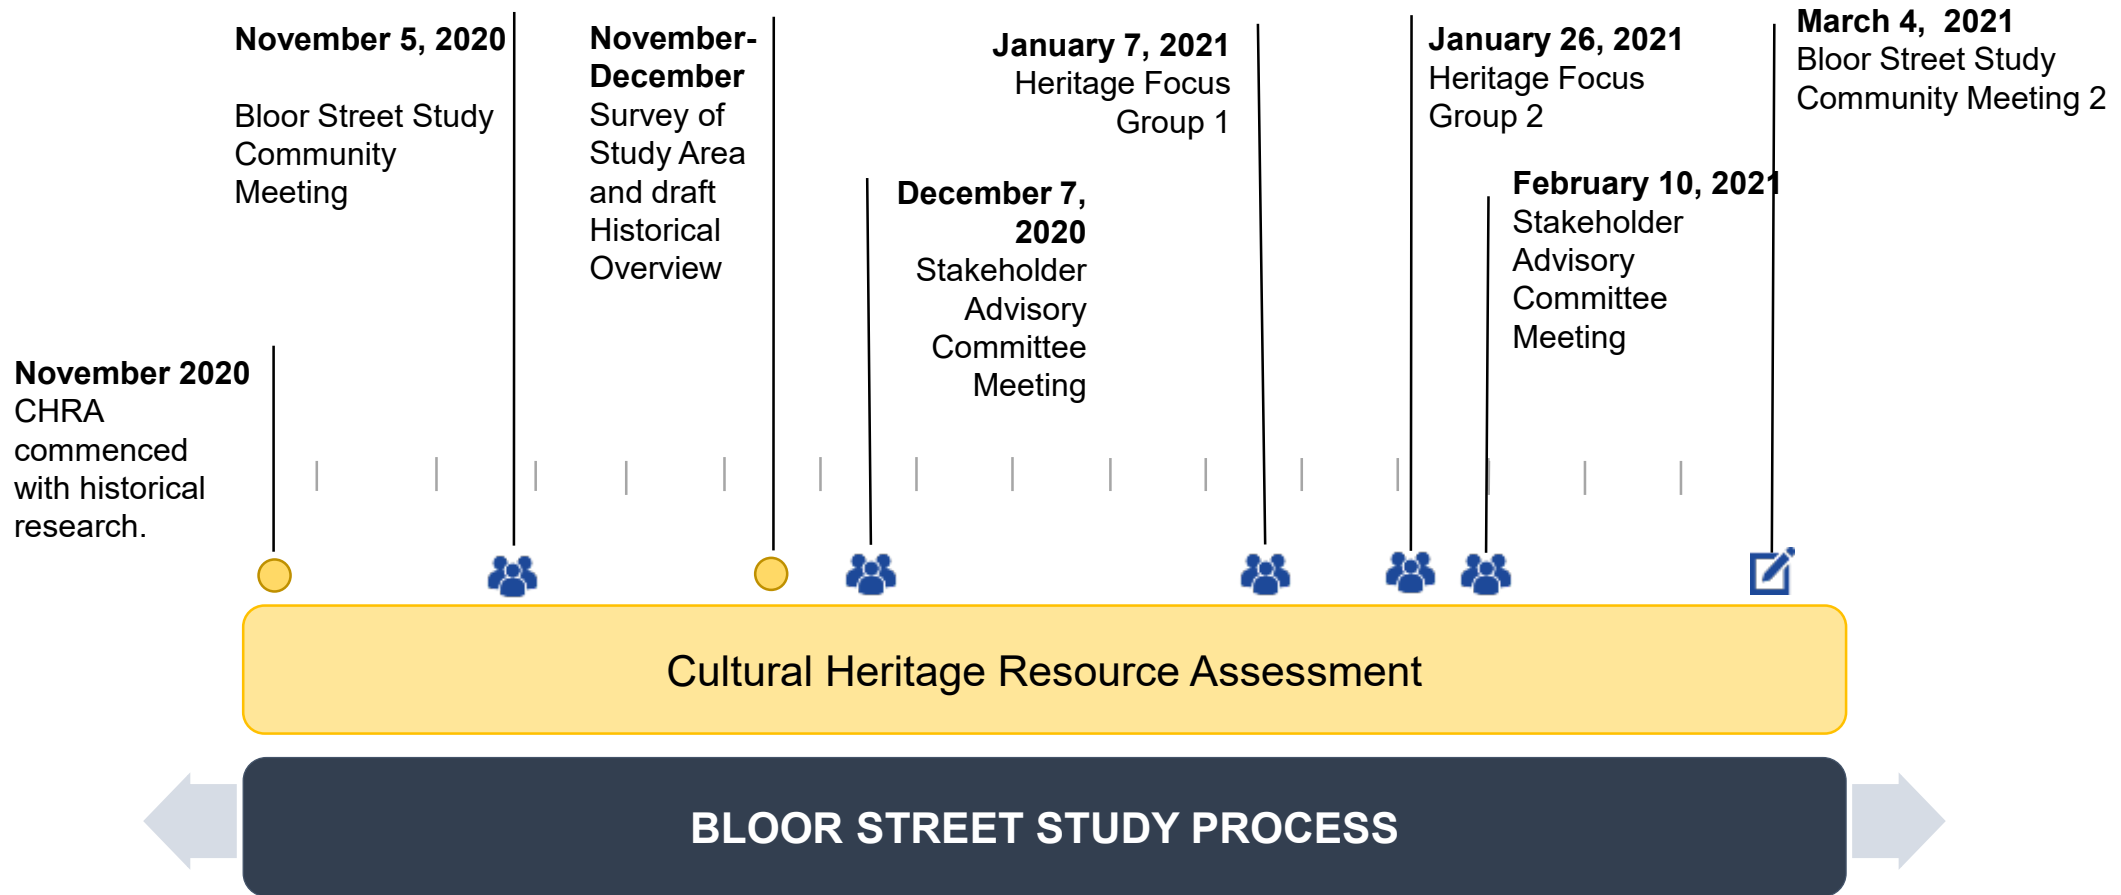 November 2020
CHRA
commenced
with historical
research.
November 5, 2020
Bloor Street Study
Community
Meeting
November-
December
Survey of
Study Area
and draft
Historical
Overview
December 7,
2020
Stakeholder
Advisory
Committee
Meeting
January 7, 2021
Heritage Focus
Group 1
January 26, 2021
Heritage Focus
Group 2
February 10, 2021
Stakeholder
Advisory
Committee
Meeting
March 4, 2021
Bloor Street Study
Community Meeting 2
Cultural Heritage Resource Assessment
BLOOR STREET STUDY PROCESS